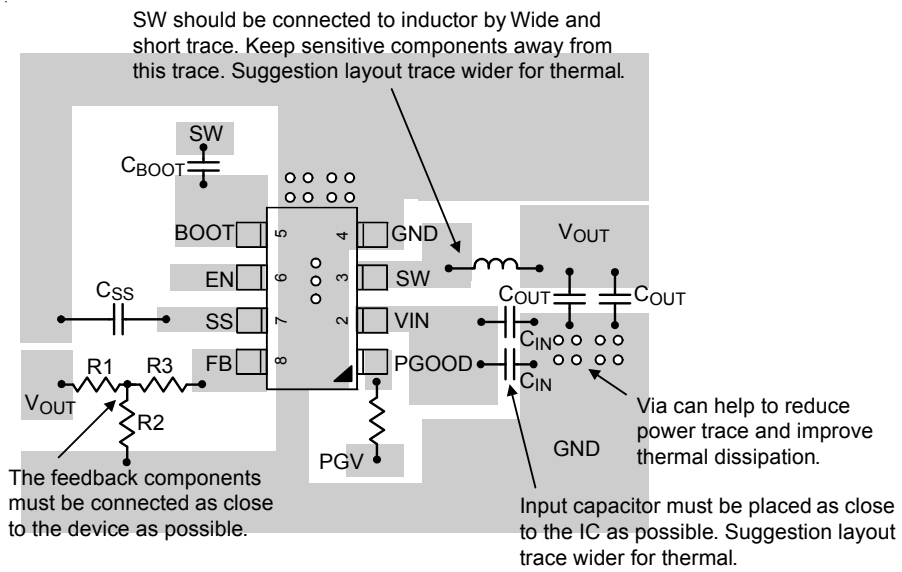 SW should be connected to inductor by Wide and
short trace. Keep sensitive components away from
this trace. Suggestion layout trace wider for thermal.
SW
CBOOT
BOOT
5
4
GND
VOUT
EN
6
3
SW
CSS
COUT
COUT
SS
7
2
VIN
CIN
R1
R3
FB
8
PGOOD
CIN
VOUT
R2
Via can help to reduce
power trace and improve
thermal dissipation.
PGV
GND
The feedback components
must be connected as close
to the device as possible.
Input capacitor must be placed as close
to the IC as possible. Suggestion layout
trace wider for thermal.